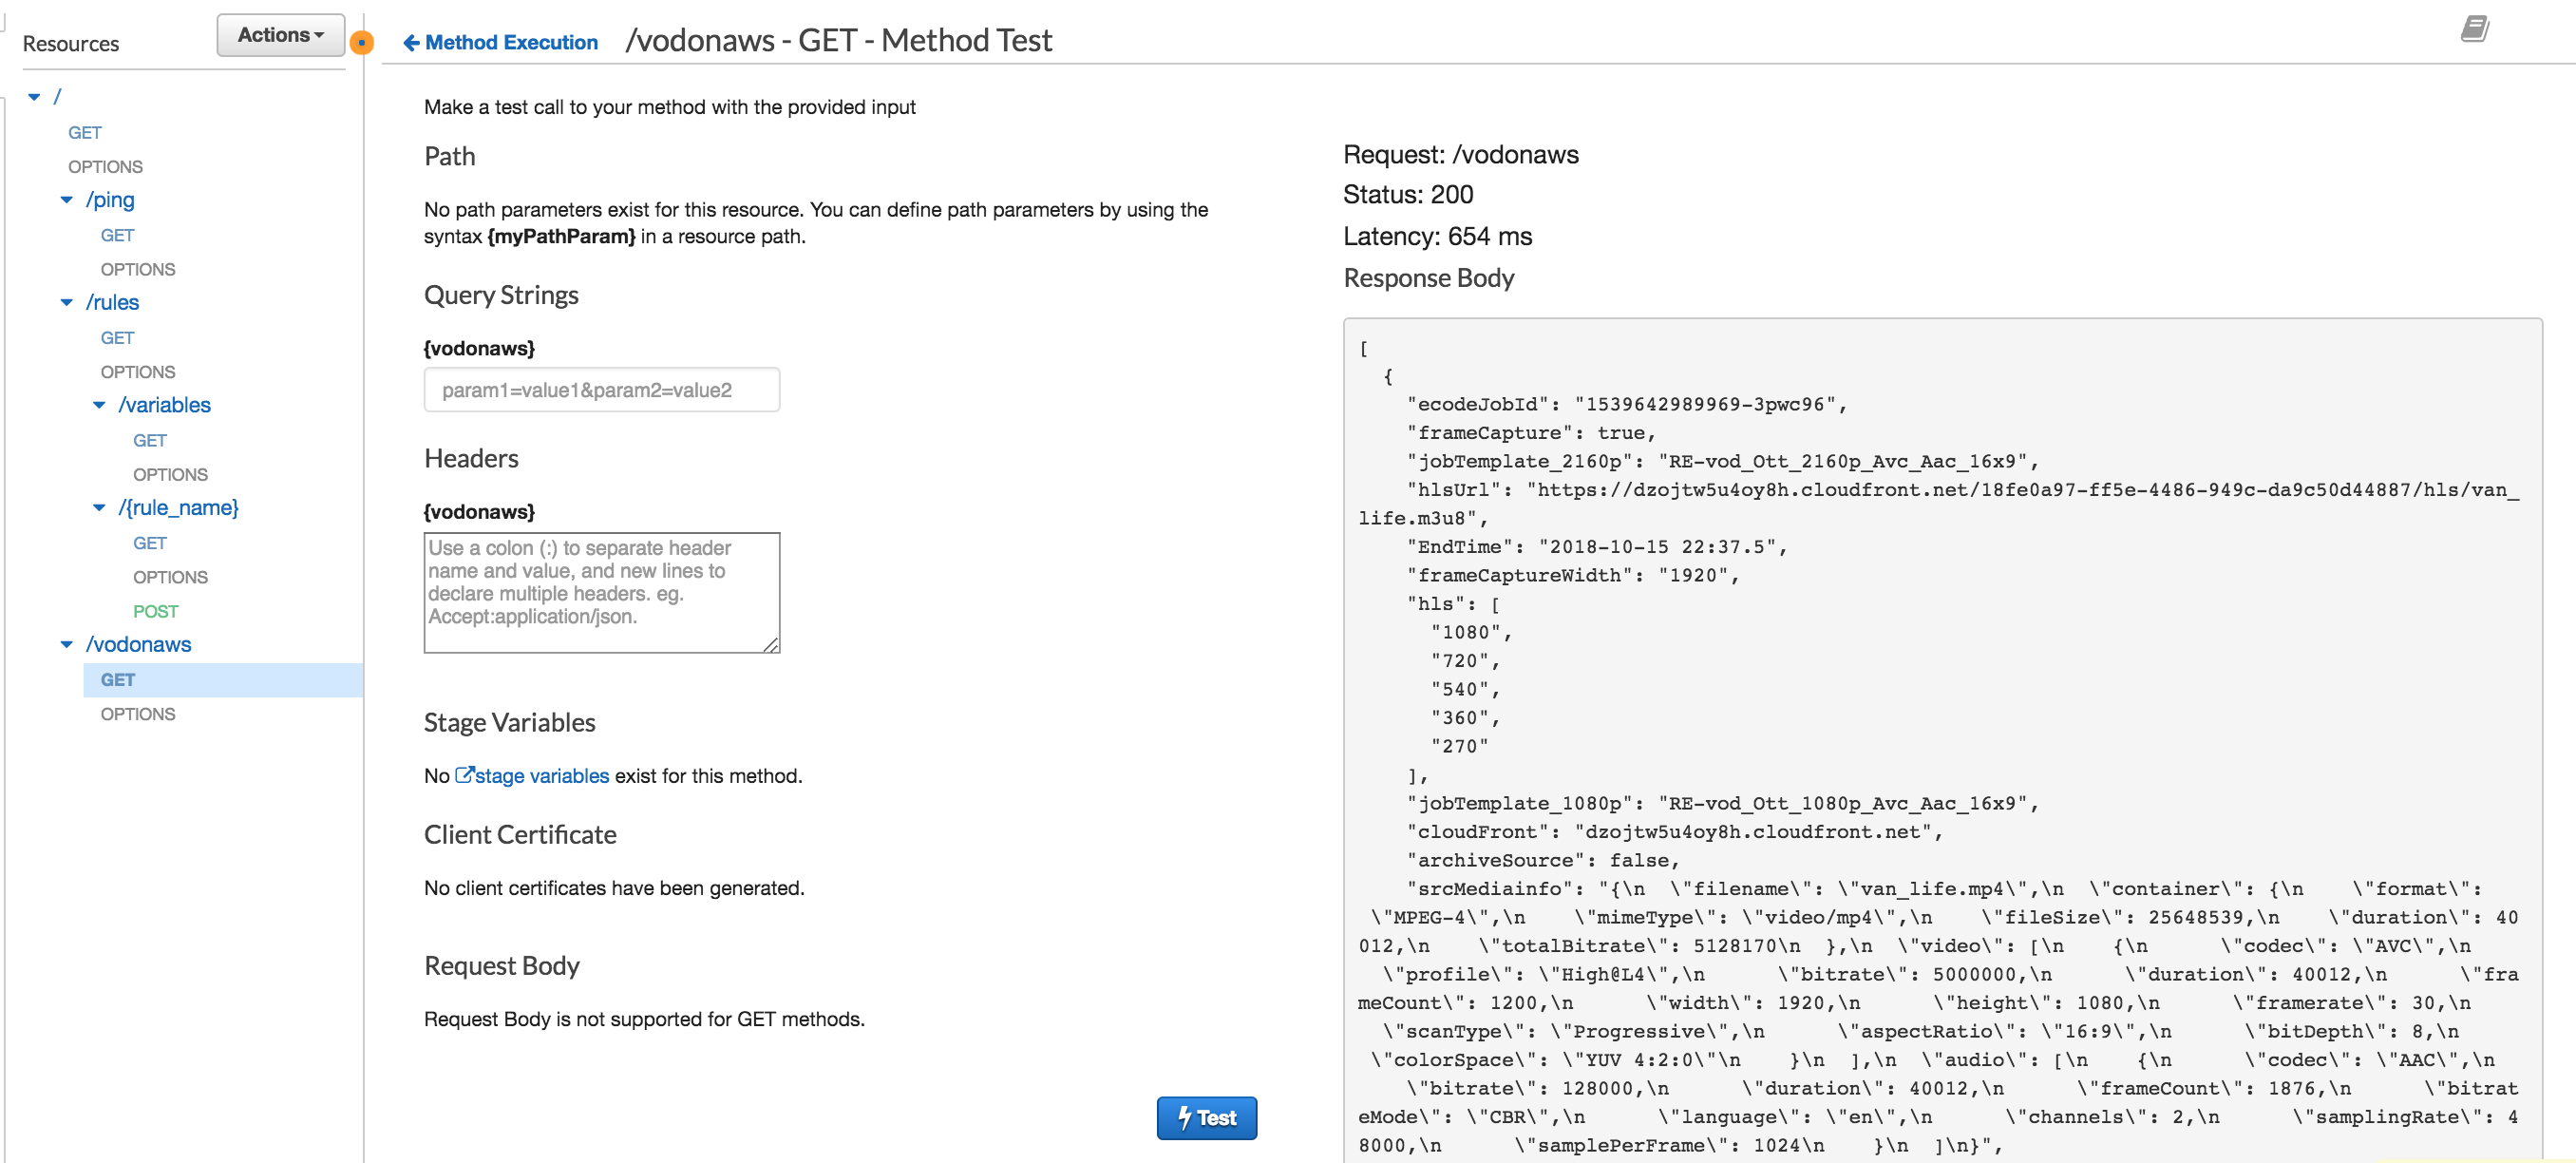 Resources
Actions
/
GET
OPTIONS
/ping
GET
OPTIONS
/rules
GET
OPTIONS
/variables
GET
OPTIONS
/{rule_name}
GET
OPTIONS
POST
/vodonaws
GET
OPTIONS
Method Execution /vodonaws - GET - Method Test
Make a test call to your method with the provided input
Path
No path parameters exist for this resource. You can define path parameters by using the
syntax {myPathParam} in a resource path.
Query Strings
{vodonaws}
param1=value1&param2=value2
Headers
{vodonaws}
Use a colon (:) to separate header
name and value, and new lines to
declare multiple headers. eg.
Accept:application/json.
Stage Variables
No stage variables exist for this method.
Client Certificate
No client certificates have been generated.
Request Body
Request Body is not supported for GET methods.
Test
Request: /vodonaws
Status: 200
Latency: 654 ms
Response Body
[
{
"ecodeJobId": "1539642989969-3pwc96",
"frameCapture": true,
"jobTemplate_2160p": "RE-vod_Ott_2160p_Avc_Aac_16x9",
"hlsUrl": "https://dzojtw5u4oy8h.cloudfront.net/18fe0a97-ff5e-4486-949c-da9c50d44887/hls/van_
life.m3u8",
"EndTime": "2018-10-15 22:37.5",
"frameCaptureWidth": "1920",
"hls": [
"1080",
"720",
"540",
"360",
"270"
],
"jobTemplate_1080p": "RE-vod_Ott_1080p_Avc_Aac_16x9",
"cloudFront": "dzojtw5u4oy8h.cloudfront.net",
"archiveSource": false,
"srcMediainfo": "{\n  \"filename\": \"van_life.mp4\",\n  \"container\": {\n    \"format\":
\"MPEG-4\",\n    \"mimeType\": \"video/mp4\",\n    \"fileSize\": 25648539,\n    \"duration\": 40
012,\n    \"totalBitrate\": 5128170\n  },\n  \"video\": [\n    {\n      \"codec\": \"AVC\",\n
\"profile\": \"High@L4\",\n      \"bitrate\": 5000000,\n      \"duration\": 40012,\n      \"fra
meCount\": 1200,\n      \"width\": 1920,\n      \"height\": 1080,\n      \"framerate\": 30,\n
\"scanType\": \"Progressive\",\n      \"aspectRatio\": \"16:9\",\n      \"bitDepth\": 8,\n
\"colorSpace\": \"YUV 4:2:0\"\n    }\n  ],\n  \"audio\": [\n    {\n      \"codec\": \"AAC\",\n
\"bitrate\": 128000,\n      \"duration\": 40012,\n      \"frameCount\": 1876,\n      \"bitrat
eMode\": \"CBR\",\n      \"language\": \"en\",\n      \"channels\": 2,\n      \"samplingRate\": 4
8000,\n      \"samplePerFrame\": 1024\n    }\n  ]\n}",